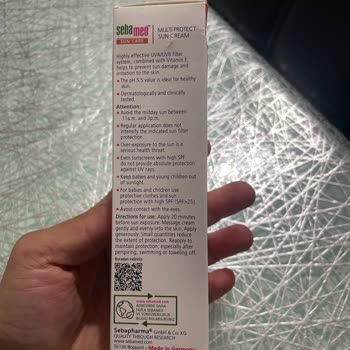 sebamed
SUN CARE
MULTI PROTECT
SUN CREAM
Highly effective UVA/UVB filter
system, combined with Vitamin E,
helps to prevent sun damage and
irritation to the skin.
• The pH 5.5 value is ideal for healthy
skin.
• Dermatologically and clinically
tested.
Attention:
• Avoid the midday sun between
11a.m. and 3p.m.
• Regular application does not
intensify the indicated sun filter
protection.
• Over-exposure to the sun is a
serious health threat.
• Even sunscreens with high SPF
do not provide absolute protection
against UV rays.
• Keep babies and young children out
of sunlight.
• For babies and children use
protective clothes and sun
protection with high SPF (SPF≥25).
• Avoid contact with the eyes.
Directions for use: Apply 20 minutes
before sun exposure. Massage cream
gently and evenly into the skin. Apply
generously. Small quantities reduce
the extent of protection. Reapply to
maintain protection, especially after
perspiring, swimming or toweling off.
Sebapharma GmbH & Co. KG
QUALITY THROUGH RESEARCH
www.sebamed.com
56136 Boppard - Made in Germany